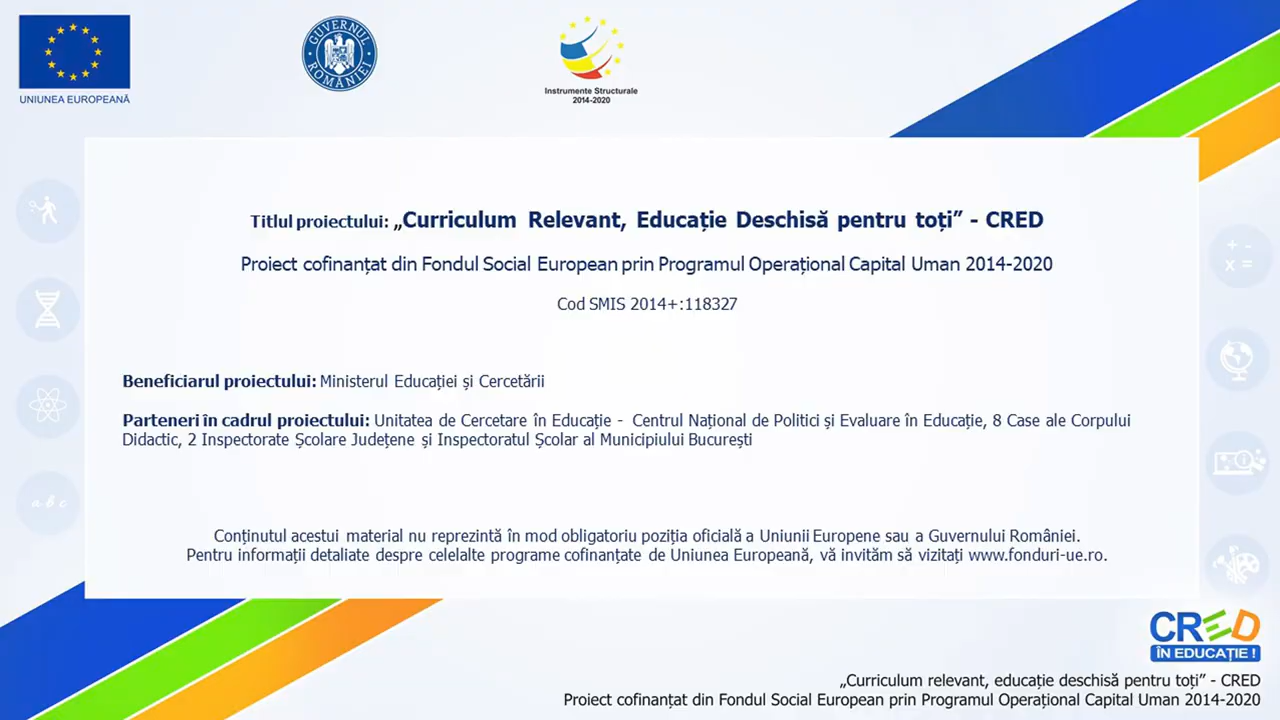 UNIUNEA EUROPEANĂ
GUVERNUL ROMÂNIEI
Instrumente Structurale
2014-2020
Titlul proiectului: „Curriculum Relevant, Educație Deschisă pentru toți” - CRED
Proiect cofinanțat din Fondul Social European prin Programul Operațional Capital Uman 2014-2020
Cod SMIS 2014+:118327
+ -
x =
Beneficiarul proiectului: Ministerul Educației și Cercetării
Parteneri în cadrul proiectului: Unitatea de Cercetare în Educație - Centrul Național de Politici și Evaluare în Educație, 8 Case ale Corpului
Didactic, 2 Inspectorate Școlare Județene și Inspectoratul Școlar al Municipiului București
a b c
Conținutul acestui material nu reprezintă în mod obligatoriu poziția oficială a Uniunii Europene sau a Guvernului României.
Pentru informații detaliate despre celelalte programe cofinanțate de Uniunea Europeană, vă invităm să vizitați www.fonduri-ue.ro.
CRED
ÎN EDUCAȚIE !
„Curriculum relevant, educație deschisă pentru toți” - CRED
Proiect cofinanțat din Fondul Social European prin Programul Operațional Capital Uman 2014-2020